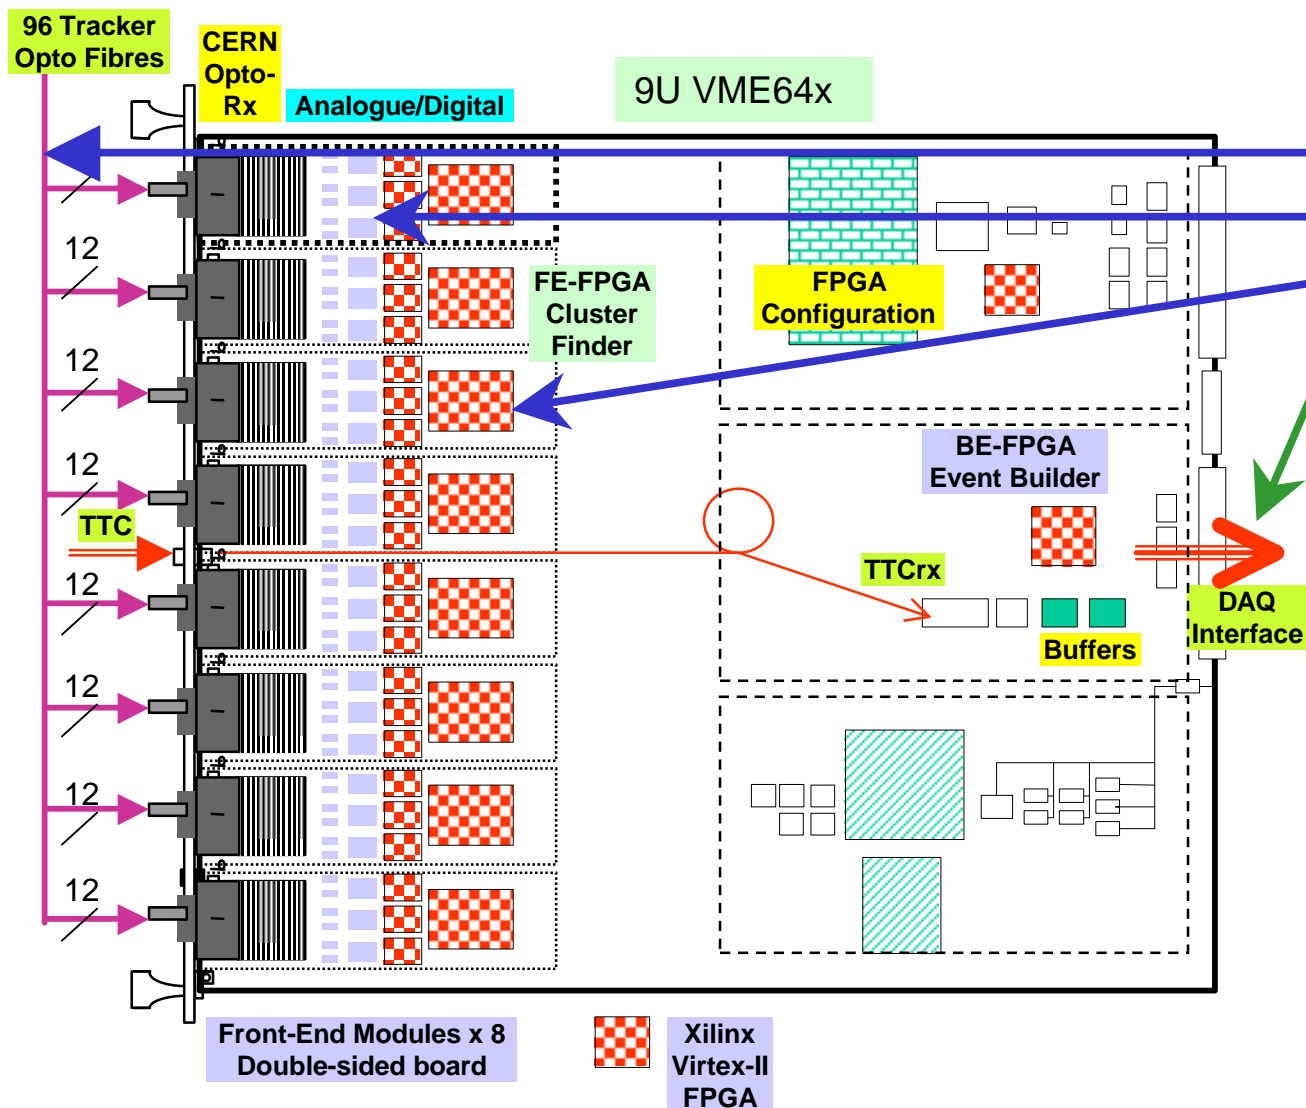 96 Tracker
Opto Fibres
CERN
Opto-
Rx
Analogue/Digital
9U VME64x
12
FE-FPGA
Cluster
Finder
FPGA
Configuration
12
12
TTC
BE-FPGA
Event Builder
TTCrx
Buffers
DAQ
Interface
12
12
12
12
Front-End Modules x 8
Double-sided board
Xilinx
Virtex-II
FPGA